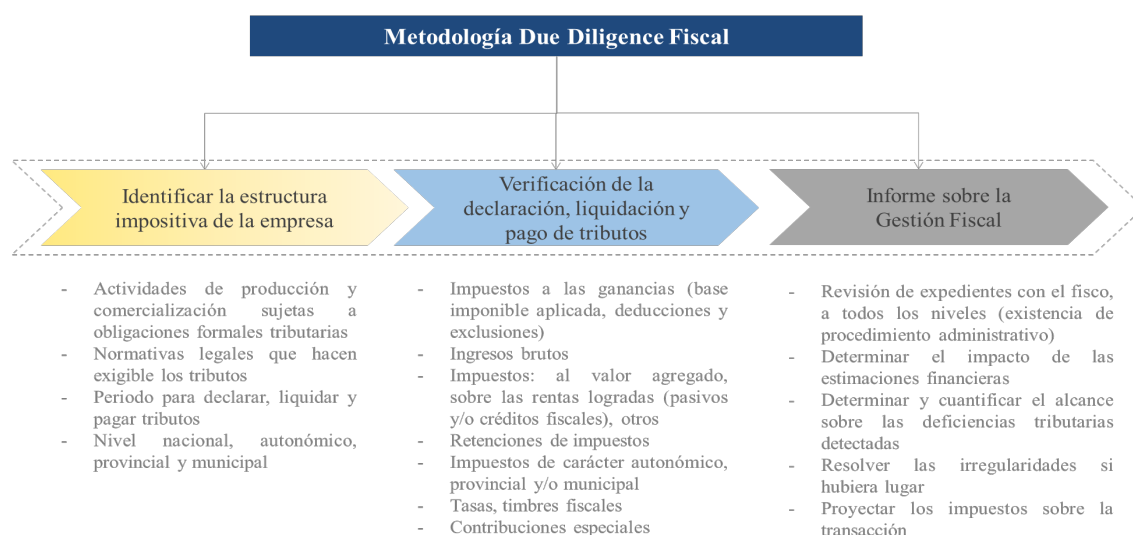 Metodología Due Diligence Fiscal
Identificar la estructura
impositiva de la empresa
Verificación de la
declaración, liquidación y
pago de tributos
Informe sobre la
Gestión Fiscal
- Actividades de producción y
comercialización sujetas a
obligaciones formales tributarias
- Normativas legales que hacen
exigible los tributos
- Periodo para declarar, liquidar y
pagar tributos
- Nivel nacional, autonómico,
provincial y municipal
- Impuestos a las ganancias (base
imponible aplicada, deducciones y
exclusiones)
- Ingresos brutos
- Impuestos: al valor agregado,
sobre las rentas logradas (pasivos
y/o créditos fiscales), otros
- Retenciones de impuestos
- Impuestos de carácter autonómico,
provincial y/o municipal
- Tasas, timbres fiscales
- Contribuciones especiales
- Revisión de expedientes con el fisco,
a todos los niveles (existencia de
procedimiento administrativo)
- Determinar el impacto de las
estimaciones financieras
- Determinar y cuantificar el alcance
sobre las deficiencias tributarias
detectadas
- Resolver las irregularidades si
hubiera lugar
- Proyectar los impuestos sobre la
transacción